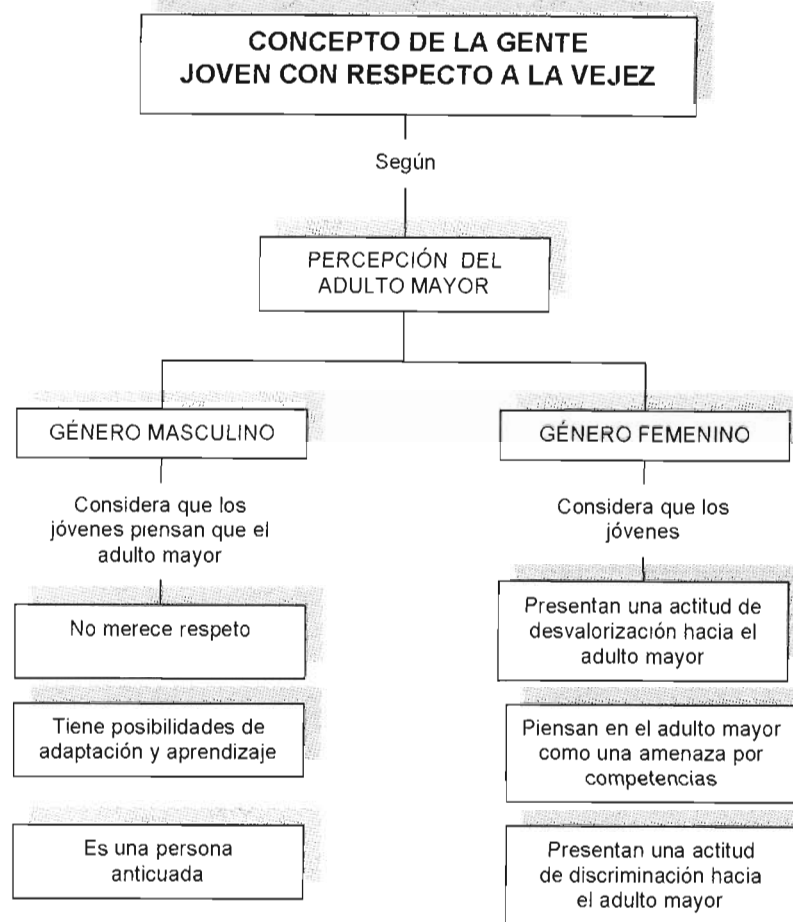 CONCEPTO DE LA GENTE
JOVEN CON RESPECTO A LA VEJEZ
Según
PERCEPCIÓN DEL
ADULTO MAYOR
GÉNERO MASCULINO
Considera que los
jóvenes piensan que el
adulto mayor
No merece respeto
Tiene posibilidades de
adaptación y aprendizaje
Es una persona
anticuada
GÉNERO FEMENINO
Considera que los
jóvenes
Presentan una actitud de
desvalorización hacia el
adulto mayor
Piensan en el adulto mayor
como una amenaza por
competencias
Presentan una actitud
de discriminación hacia
el adulto mayor